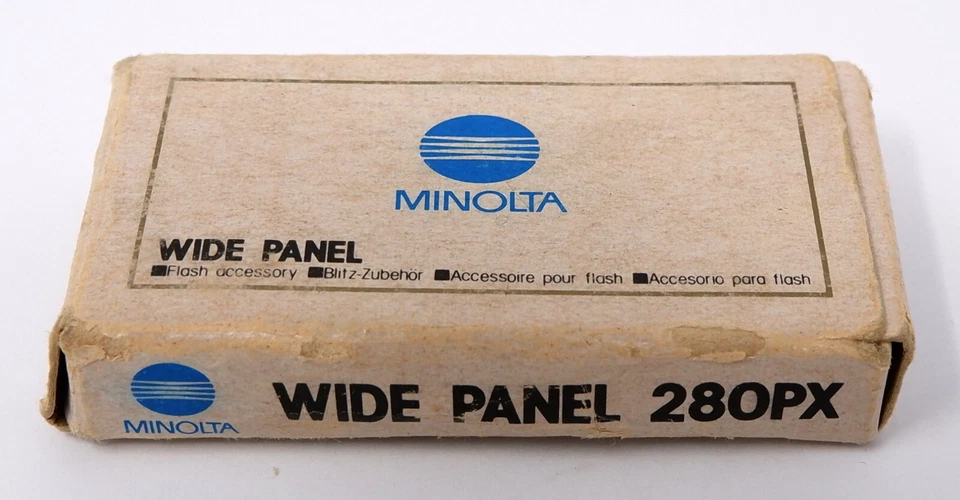 MINOLTA
WIDE PANEL
■Flash accessory ■Blitz-Zubehör ■Accessoire pour flash ■Accesorio para flash
MINOLTA WIDE PANEL 280PX